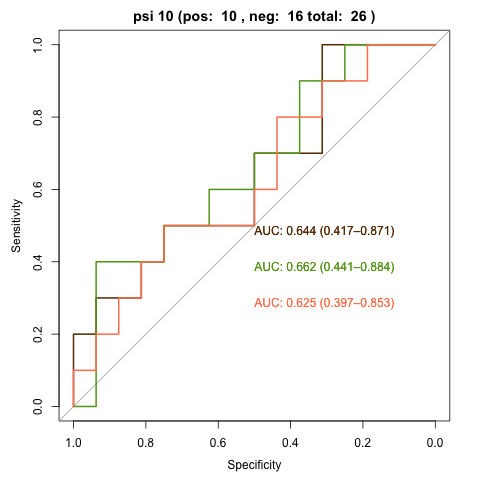 psi 10 (pos:  10 , neg:  16 total:  26 )
Sensitivity
1.0
0.8
0.6
0.4
0.2
0.0
AUC: 0.644 (0.417–0.871)
AUC: 0.662 (0.441–0.884)
AUC: 0.625 (0.397–0.853)
1.0 0.8 0.6 0.4 0.2 0.0
Specificity